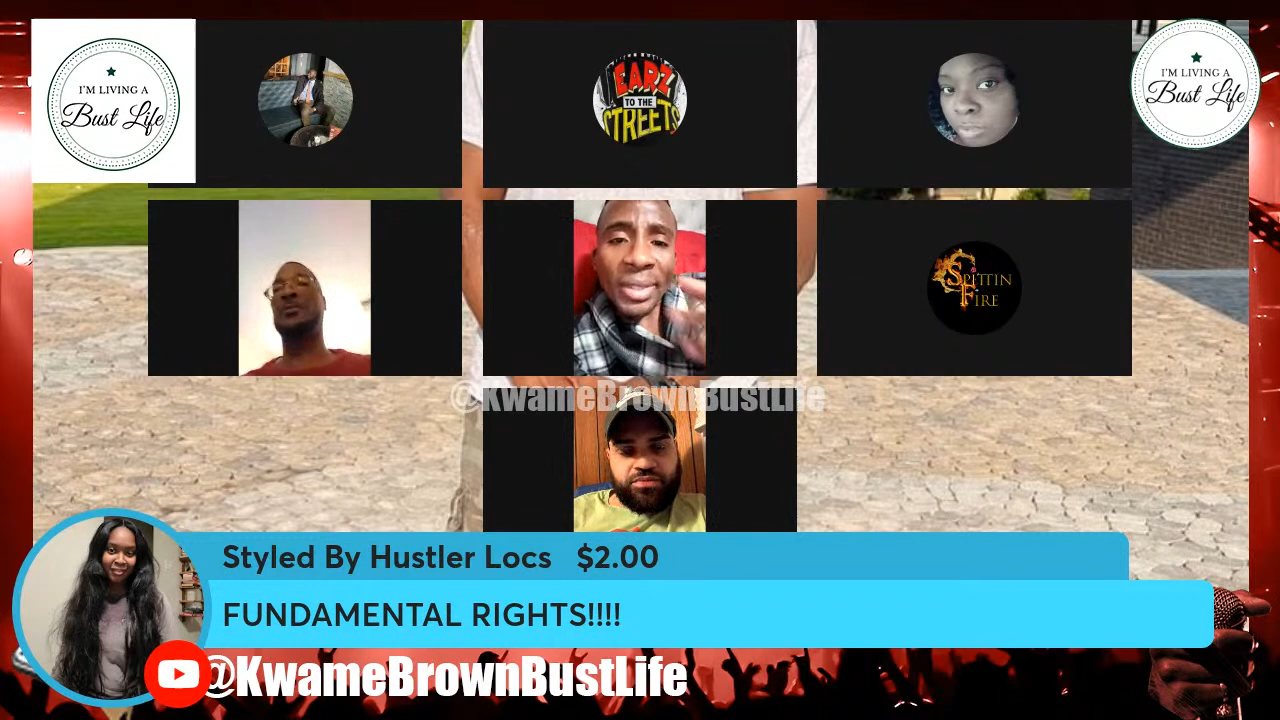 I'M LIVING A
Bust Life
EARZ
TO THE
STREETS
I'M LIVING A
Bust Life
SPITTIN
FIRE
@KwameBrownBustLife
Styled By Hustler Locs $2.00
FUNDAMENTAL RIGHTS!!!!
@KwameBrownBustLife